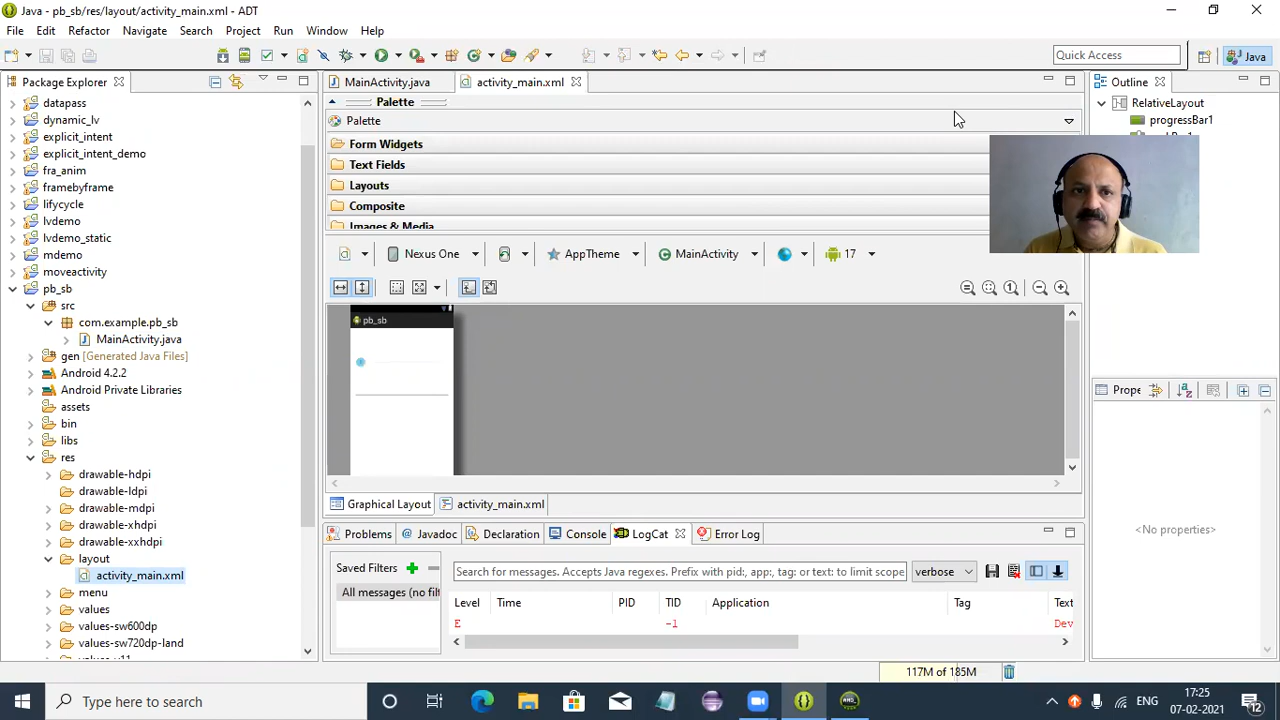 Java - pb_sb/res/layout/activity_main.xml - ADT
File Edit Refactor Navigate Search Project Run Window Help
Quick Access
Java
Package Explorer
MainActivity.java
activity_main.xml
Outline
datapass
dynamic_lv
explicit_intent
explicit_intent_demo
fra_anim
framebyframe
lifecycle
lvdemo
lvdemo_static
mdemo
moveactivity
pb_sb
src
com.example.pb_sb
MainActivity.java
gen [Generated Java Files]
Android 4.2.2
Android Private Libraries
assets
bin
libs
res
drawable-hdpi
drawable-ldpi
drawable-mdpi
drawable-xhdpi
drawable-xxhdpi
layout
activity_main.xml
menu
values
values-sw600dp
values-sw720dp-land
Palette
Palette
Form Widgets
Text Fields
Layouts
Composite
Images & Media
Nexus One
AppTheme
MainActivity
17
pb_sb
Graphical Layout
activity_main.xml
RelativeLayout
progressBar1
Prope
<No properties>
Problems
Javadoc
Declaration
Console
LogCat
Error Log
Saved Filters
All messages (no filt
Search for messages. Accepts Java regexes. Prefix with pid:, app:, tag: or text: to limit scope
verbose
Level Time PID TID Application Tag Text
E -1 Dev
117M of 185M
Type here to search
17:25
07-02-2021
12